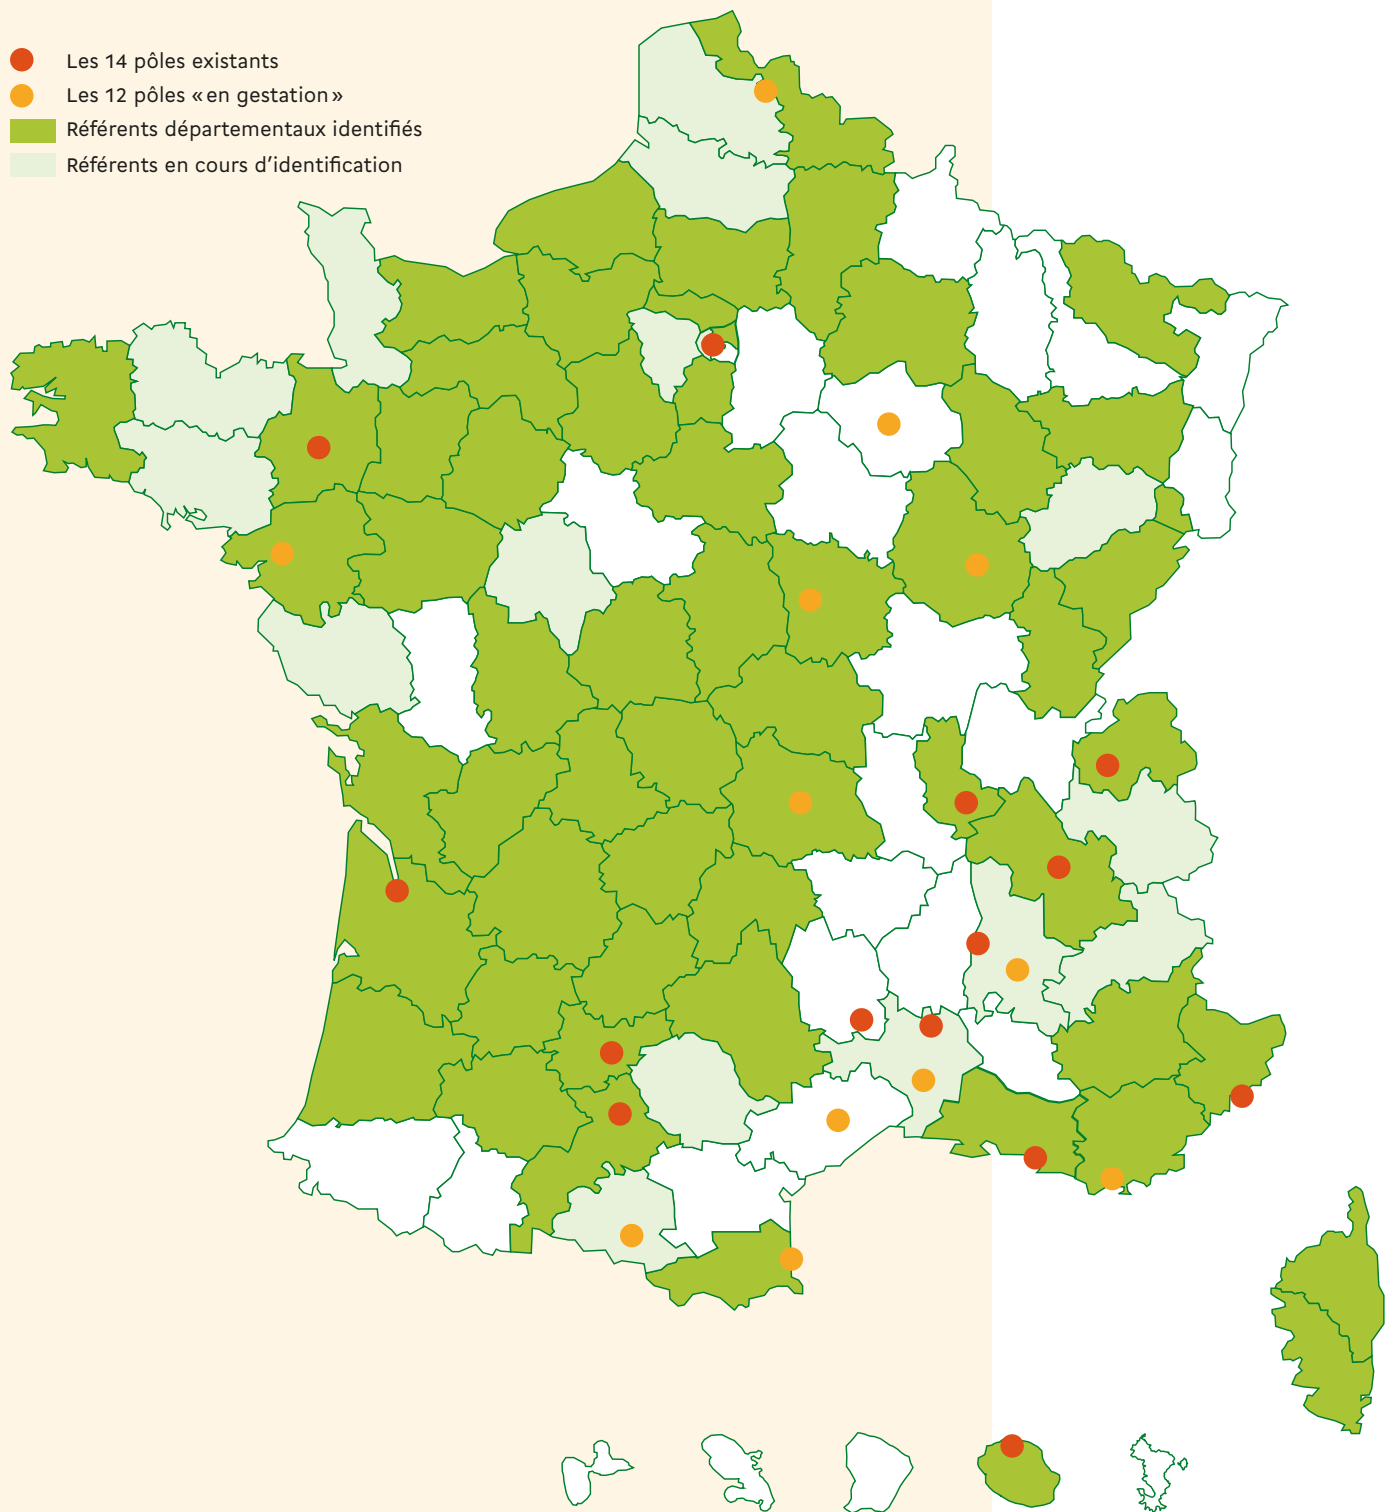 Les 14 pôles existants
Les 12 pôles « en gestation »
Référents départementaux identifiés
Référents en cours d’identification